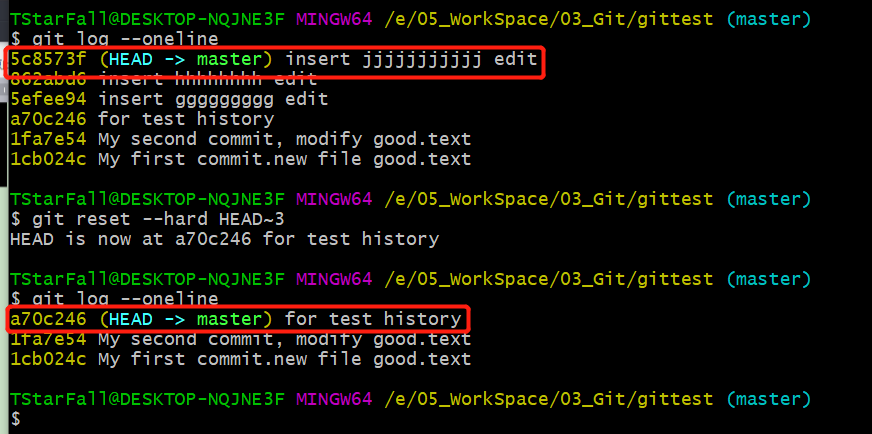 TStarFall@DESKTOP-NQJNE3F MINGW64 /e/05_WorkSpace/03_Git/gittest (master)
$ git log --oneline
5c8573f (HEAD -> master) insert jjjjjjjjjjj edit
862abd6 insert hhhhhhhh edit
5efee94 insert ggggggggg edit
a70c246 for test history
1fa7e54 My second commit, modify good.text
1cb024c My first commit.new file good.text
TStarFall@DESKTOP-NQJNE3F MINGW64 /e/05_WorkSpace/03_Git/gittest (master)
$ git reset --hard HEAD~3
HEAD is now at a70c246 for test history
TStarFall@DESKTOP-NQJNE3F MINGW64 /e/05_WorkSpace/03_Git/gittest (master)
$ git log --oneline
a70c246 (HEAD -> master) for test history
1fa7e54 My second commit, modify good.text
1cb024c My first commit.new file good.text
TStarFall@DESKTOP-NQJNE3F MINGW64 /e/05_WorkSpace/03_Git/gittest (master)
$